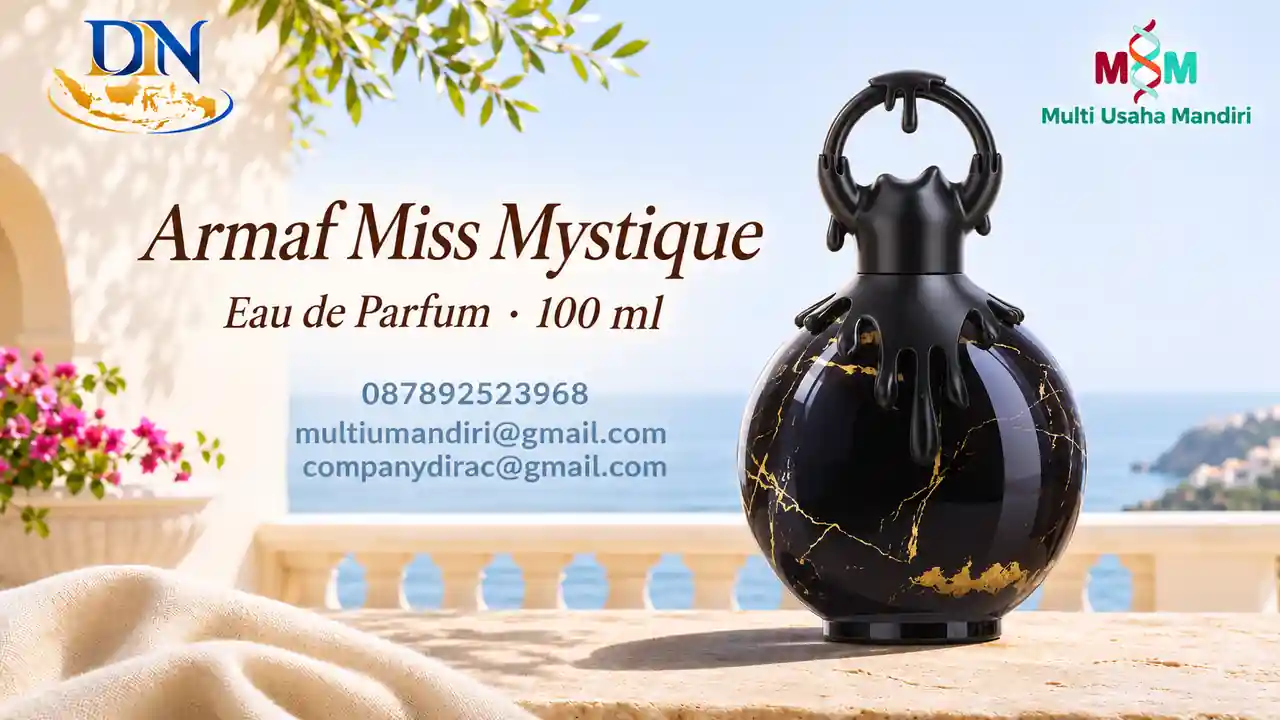 DIN
MSM
Multi Usaha Mandiri
Armaf Miss Mystique
Eau de Parfum · 100 ml
087892523968
multiumandiri@gmail.com
companydirac@gmail.com